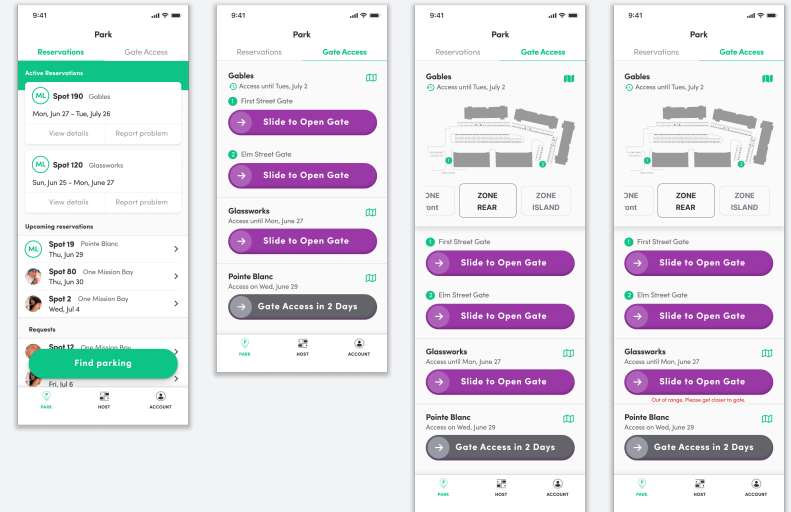 9:41
Park
Reservations Gate Access
Active Reservations
ML Spot 190 Gables
Mon, Jun 27 - Tue, July 26
View details Report problem
ML Spot 120 Glassworks
Sun, Jun 25 - Mon, June 27
View details Report problem
Upcoming reservations
ML Spot 19 Pointe Blanc
Thu, Jun 29
Spot 80 One Mission Bay
Thu, Jun 30
Spot 2 One Mission Bay
Wed, Jul 4
Requests
Spot 12 One Mission Bay
Find parking
Fri, Jul 6
PARK HOST ACCOUNT
9:41
Park
Reservations Gate Access
Gables
Access until Tues, July 2
1 First Street Gate
Slide to Open Gate
2 Elm Street Gate
Slide to Open Gate
Glassworks
Access until Mon, June 27
Slide to Open Gate
Pointe Blanc
Access on Wed, June 29
Gate Access in 2 Days
PARK HOST ACCOUNT
9:41
Park
Reservations Gate Access
Gables
Access until Tues, July 2
1 2
ONE ZONE ZONE
ront REAR ISLAND
1 First Street Gate
Slide to Open Gate
2 Elm Street Gate
Slide to Open Gate
Glassworks
Access until Mon, June 27
Slide to Open Gate
Pointe Blanc
Access on Wed, June 29
Gate Access in 2 Days
PARK HOST ACCOUNT
9:41
Park
Reservations Gate Access
Gables
Access until Tues, July 2
1 2
ONE ZONE ZONE
ront REAR ISLAND
1 First Street Gate
Slide to Open Gate
2 Elm Street Gate
Slide to Open Gate
Glassworks
Access until Mon, June 27
Slide to Open Gate
Out of range. Please get closer to gate.
Pointe Blanc
Access on Wed, June 29
Gate Access in 2 Days
PARK HOST ACCOUNT